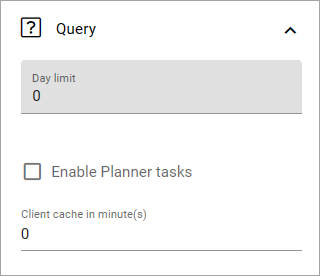 Query
Day limit
0
Enable Planner tasks
Client cache in minute(s)
0